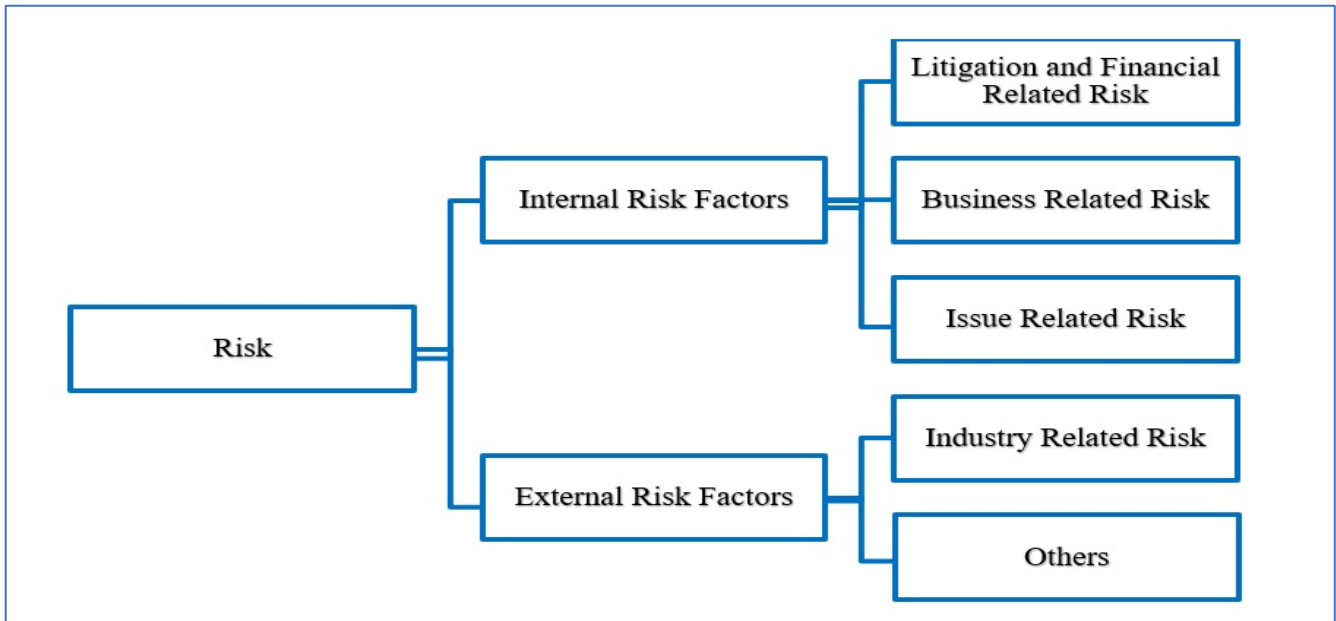 Risk
Internal Risk Factors
Litigation and Financial
Related Risk
Business Related Risk
Issue Related Risk
External Risk Factors
Industry Related Risk
Others